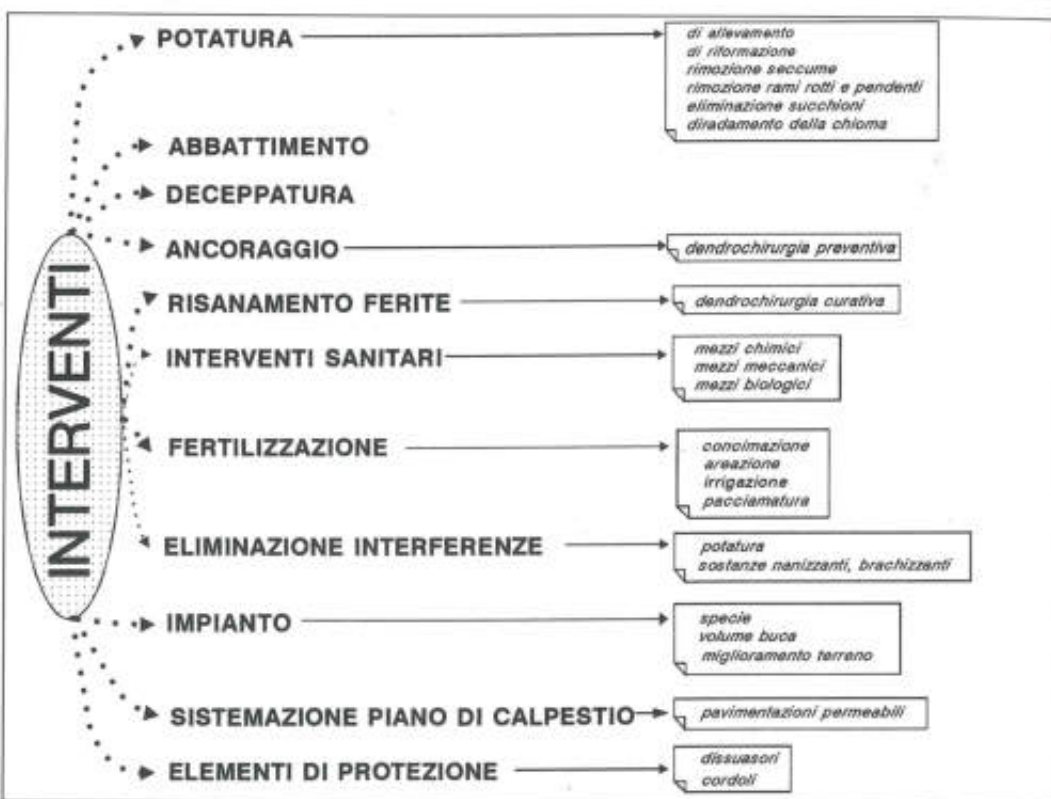 INTERVENTI
POTATURA
di allevamento
di riformazione
rimozione seccume
rimozione rami rotti e pendenti
eliminazione succhioni
diradamento della chioma
ABBATTIMENTO
DECEPPATURA
ANCORAGGIO
dendrochirurgia preventiva
RISANAMENTO FERITE
dendrochirurgia curativa
INTERVENTI SANITARI
mezzi chimici
mezzi meccanici
mezzi biologici
FERTILIZZAZIONE
concimazione
areazione
irrigazione
pacciamatura
ELIMINAZIONE INTERFERENZE
potatura
sostanze nanizzanti, brachizzanti
IMPIANTO
specie
volume buca
miglioramento terreno
SISTEMAZIONE PIANO DI CALPESTIO
pavimentazioni permeabili
ELEMENTI DI PROTEZIONE
dissuasori
cordoli